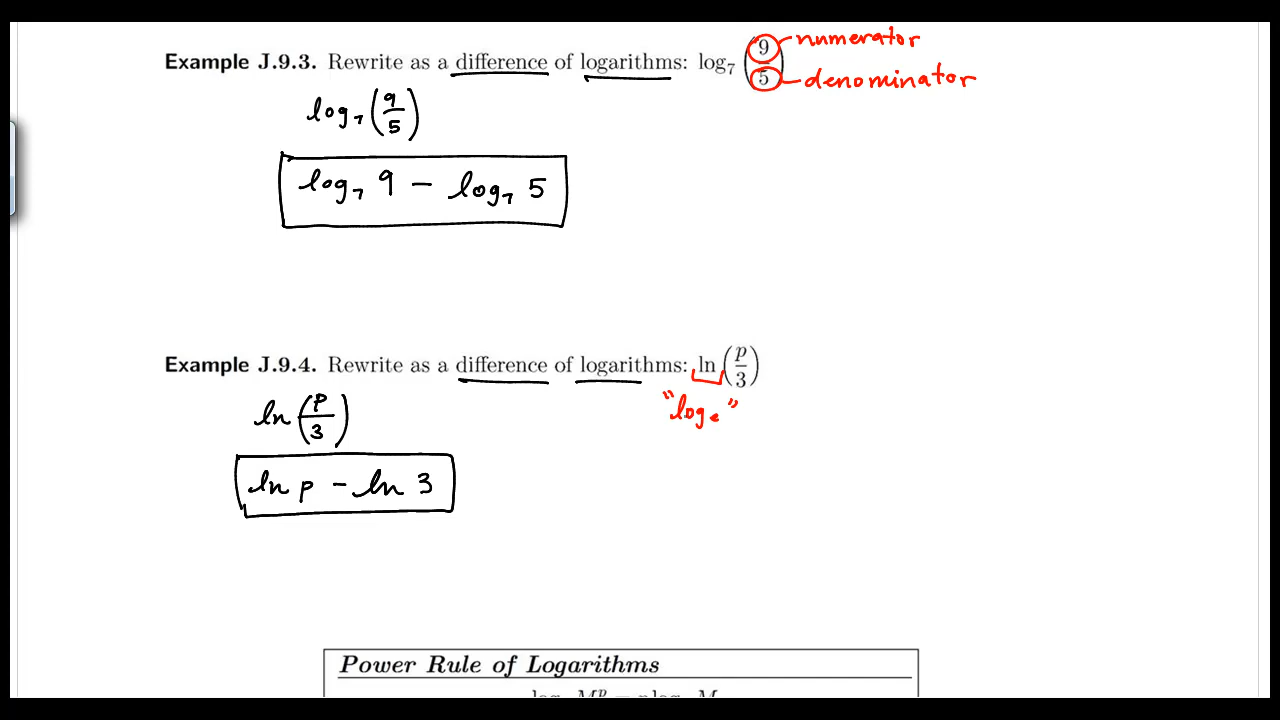 Example J.9.3. Rewrite as a difference of logarithms: log₇ (9/5)
numerator
denominator
log₇ (9/5)
log₇ 9 − log₇ 5
Example J.9.4. Rewrite as a difference of logarithms: ln (p/3)
"logₑ"
ln (p/3)
ln p − ln 3
Power Rule of Logarithms